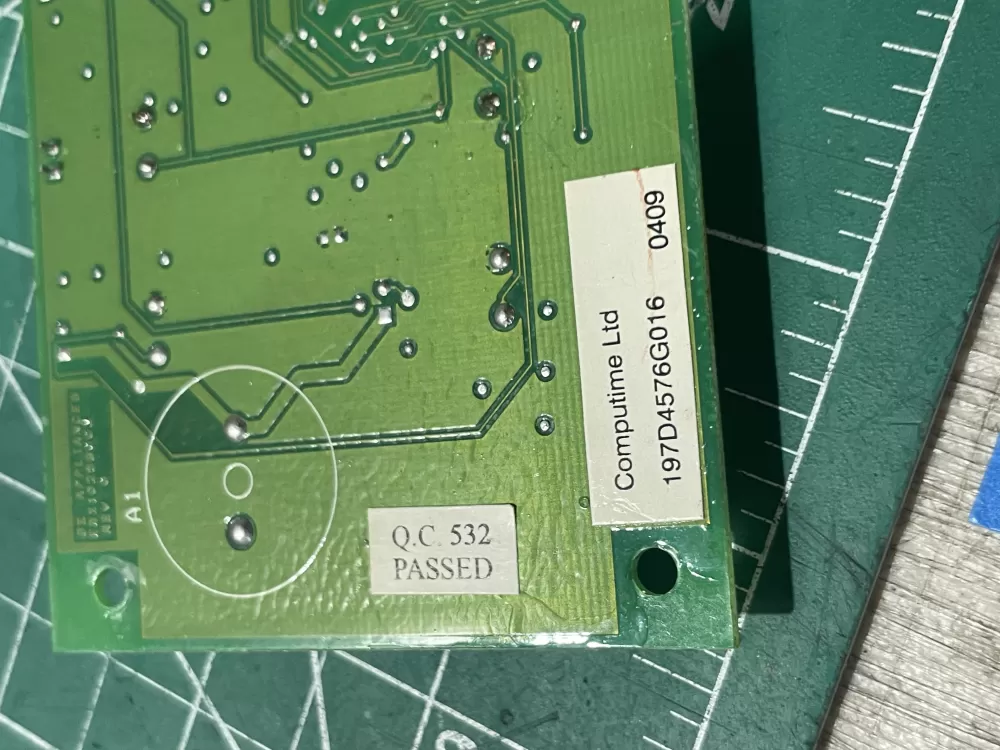 Computime Ltd
197D4576G016 0409
Q.C. 532
PASSED
A1